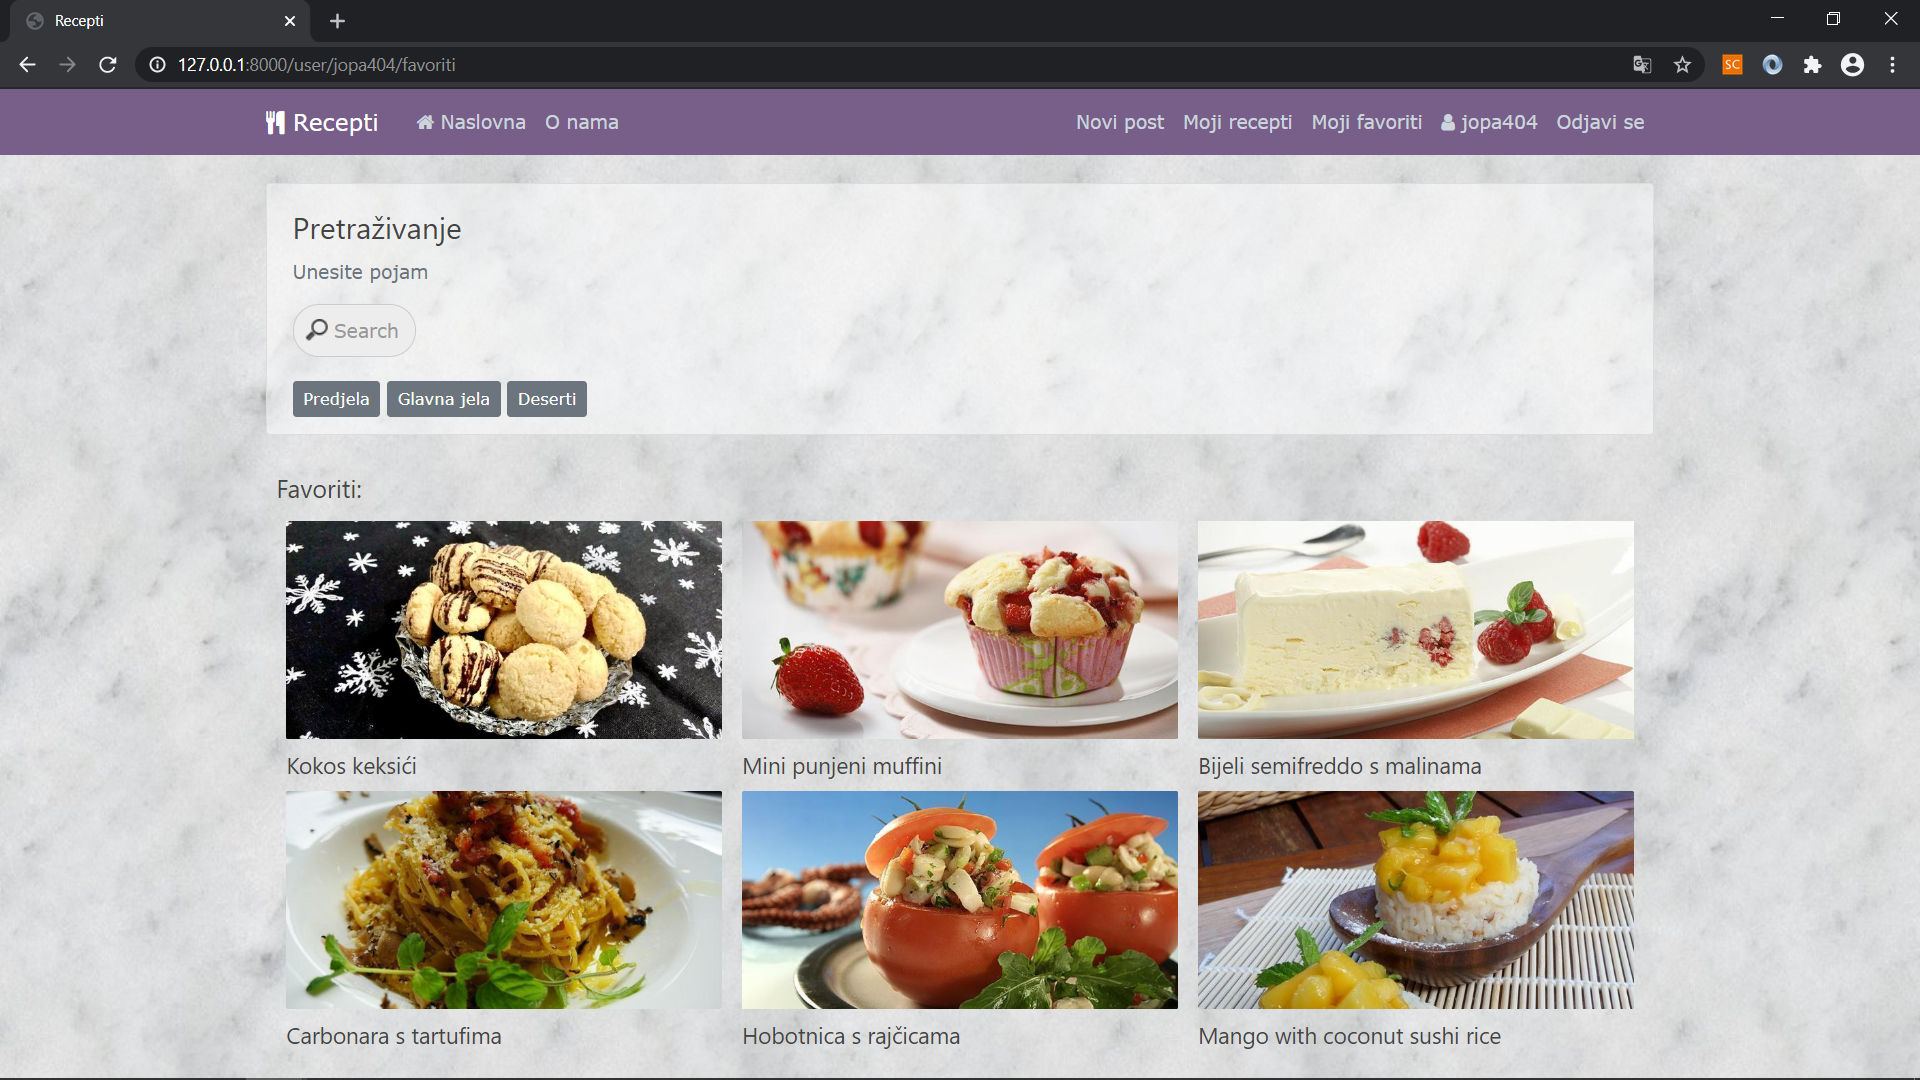 Recepti
127.0.0.1:8000/user/jopa404/favoriti
SC
Recepti Naslovna O nama Novi post Moji recepti Moji favoriti jopa404 Odjavi se
Pretraživanje
Unesite pojam
Search
Predjela Glavna jela Deserti
Favoriti:
Kokos keksići Mini punjeni muffini Bijeli semifreddo s malinama
Carbonara s tartufima Hobotnica s rajčicama Mango with coconut sushi rice